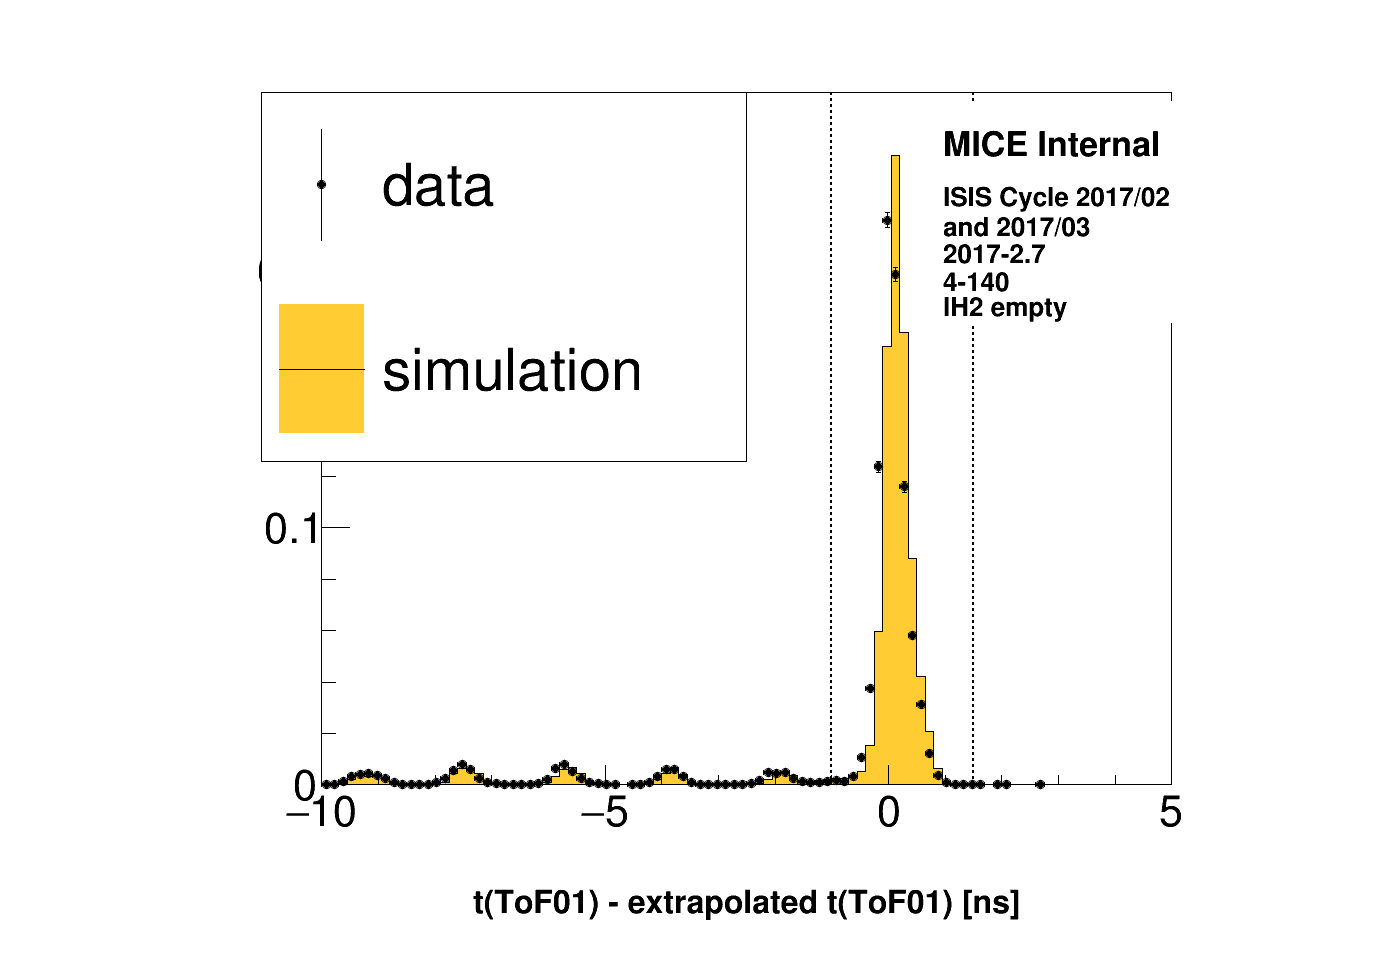 data
simulation
MICE Internal
ISIS Cycle 2017/02
and 2017/03
2017-2.7
4-140
lH2 empty
0.1
0
−10
−5
0
5
t(ToF01) - extrapolated t(ToF01) [ns]